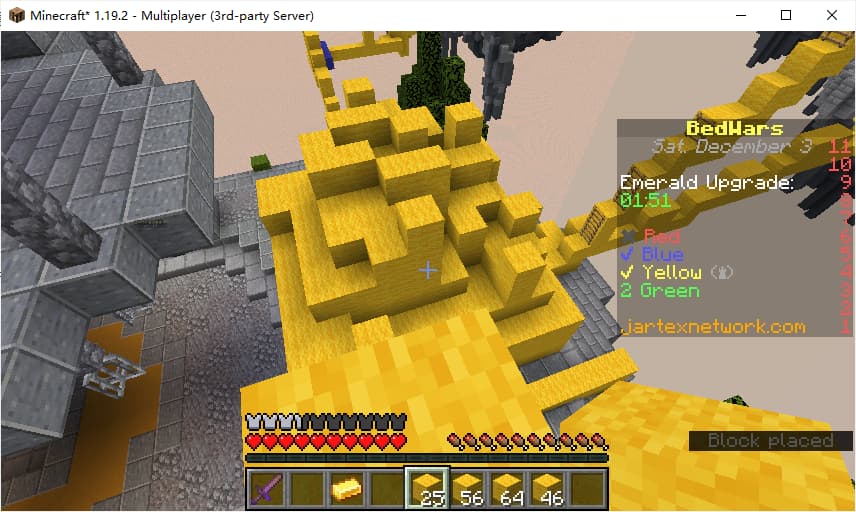 Minecraft* 1.19.2 - Multiplayer (3rd-party Server)
BedWars
Sat. December 3 11
10
Emerald Upgrade: 9
01:51
✖ Red
✔ Blue
✔ Yellow
2 Green
jartexnetwork.com 1
Block placed
25 56 64 46